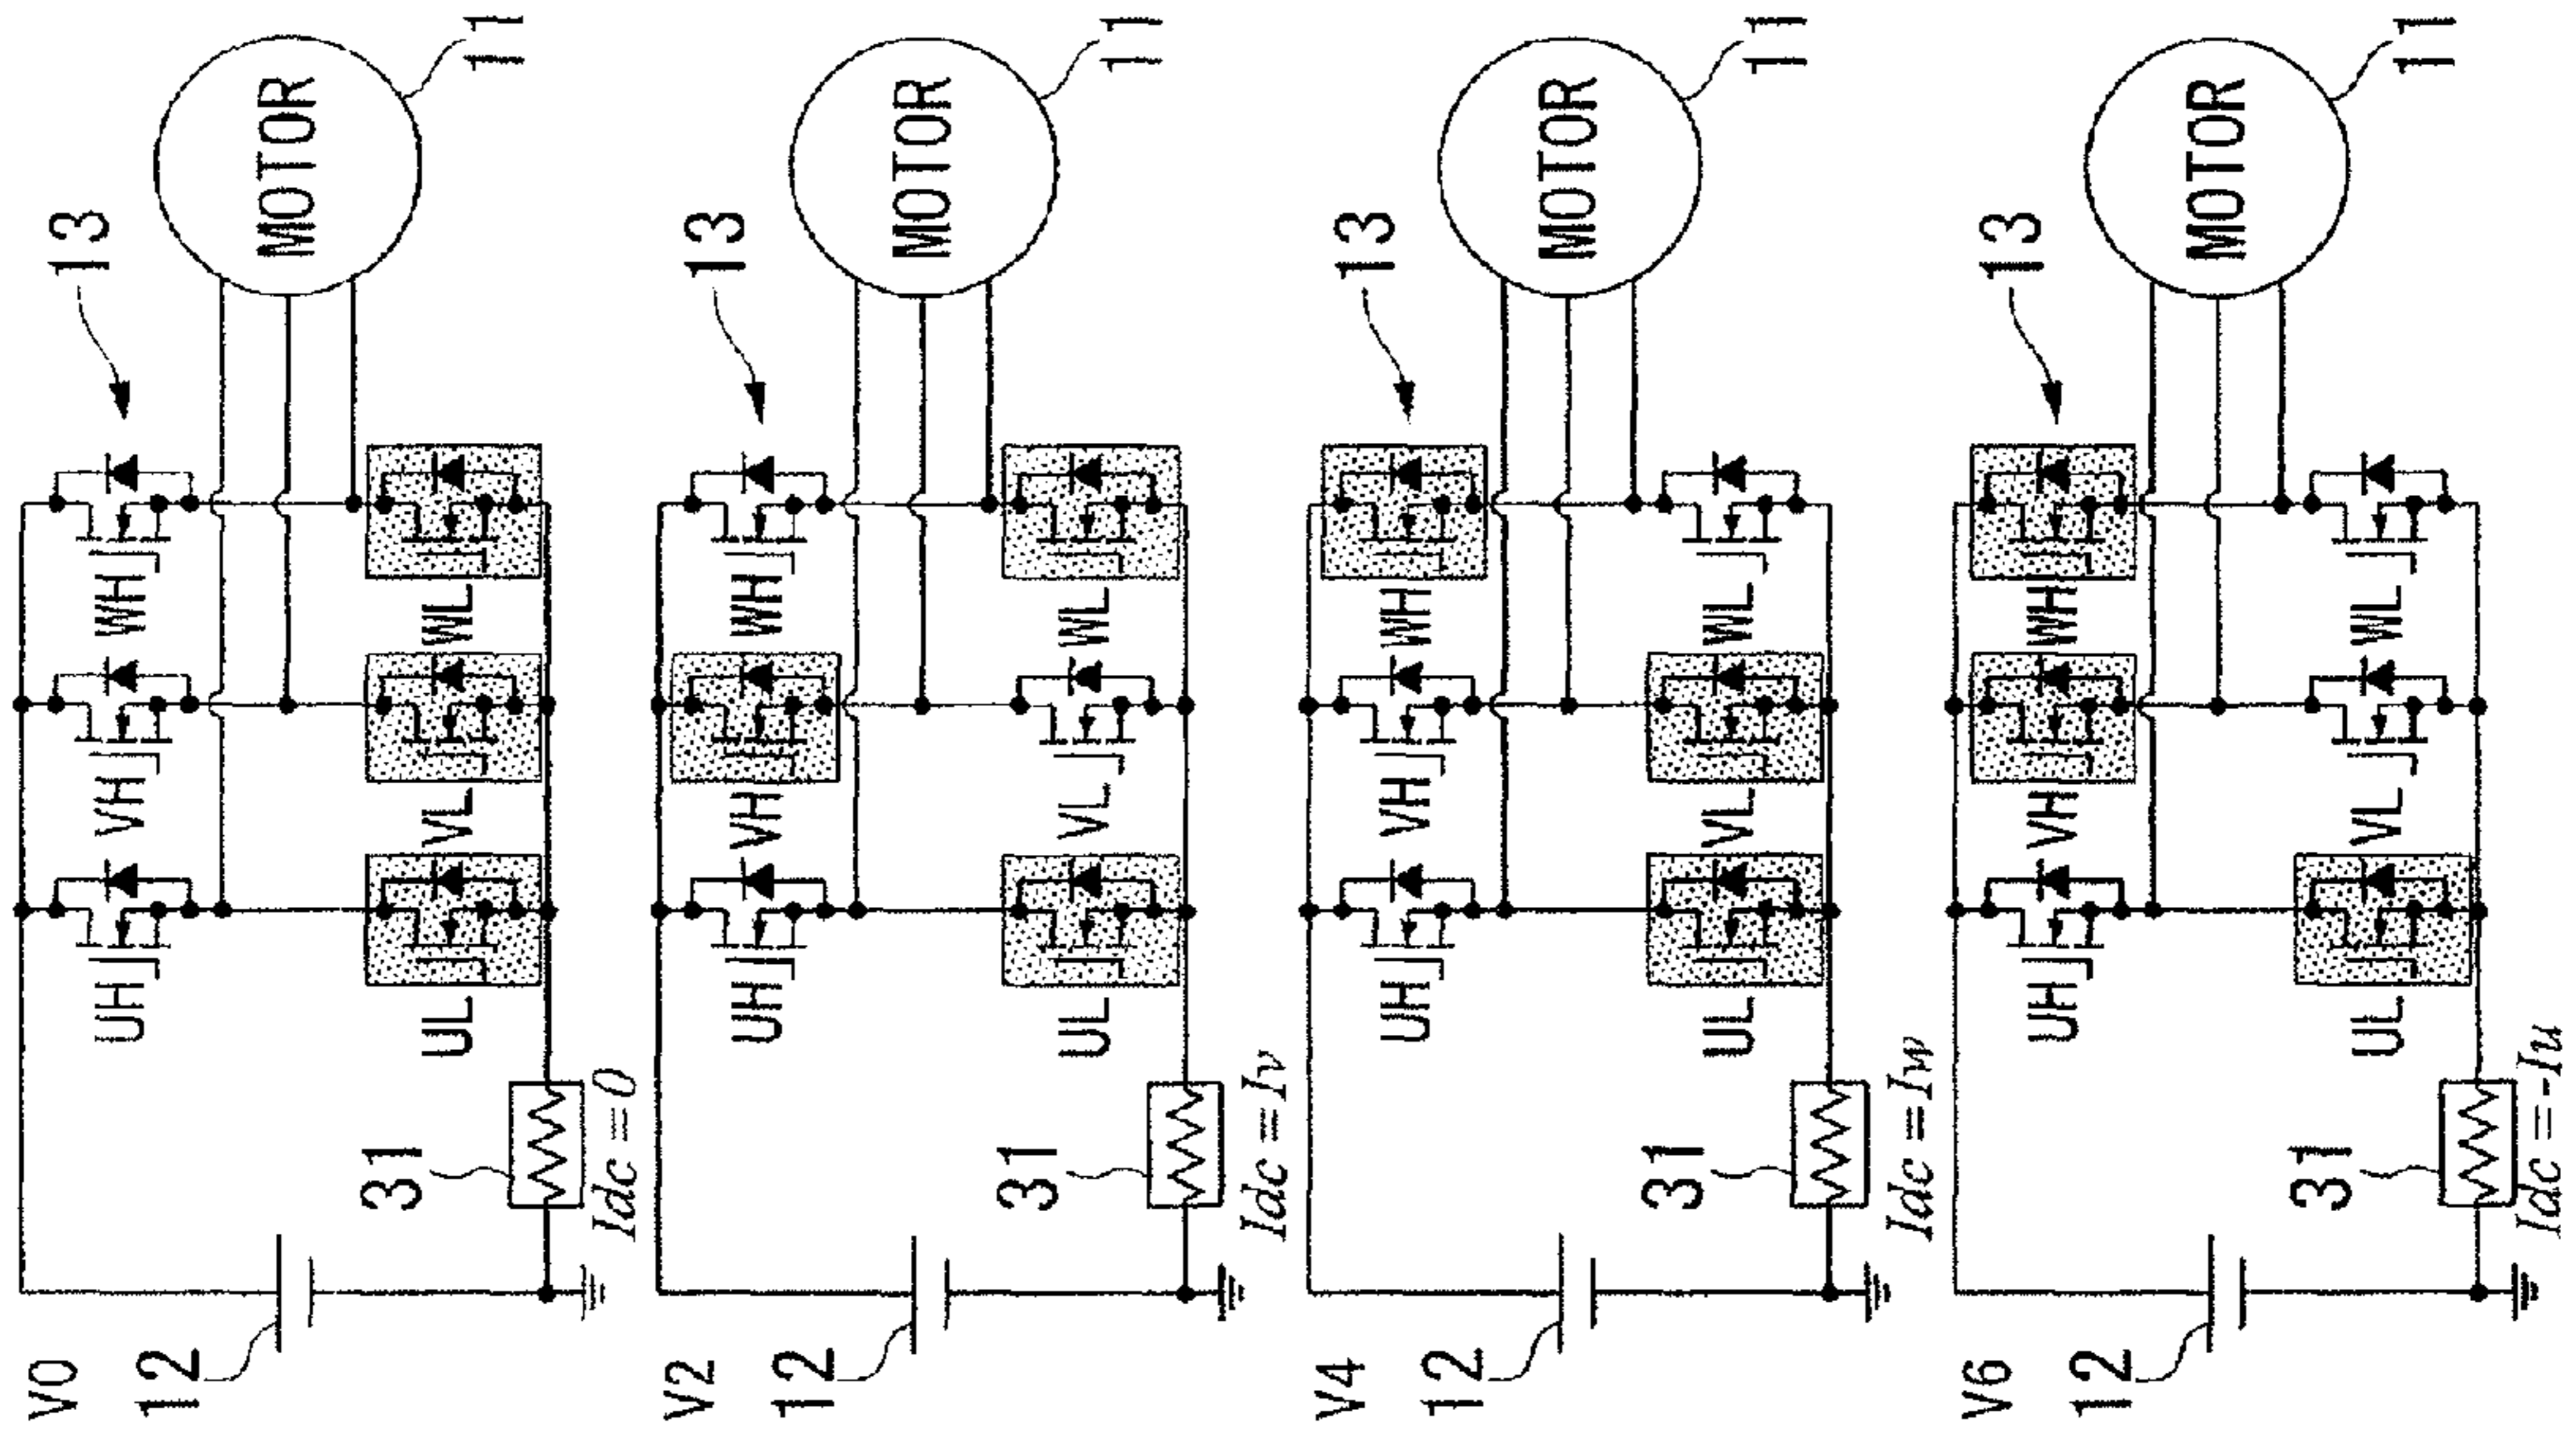 V0
12
31
Idc=0
UH
VH
WH
UL
VL
WL
13
MOTOR
11
V2
12
31
Idc=Iv
UH
VH
WH
UL
VL
WL
13
MOTOR
11
V4
12
31
Idc=Iw
UH
VH
WH
UL
VL
WL
13
MOTOR
11
V6
12
31
Idc=-Iu
UH
VH
WH
UL
VL
WL
13
MOTOR
11